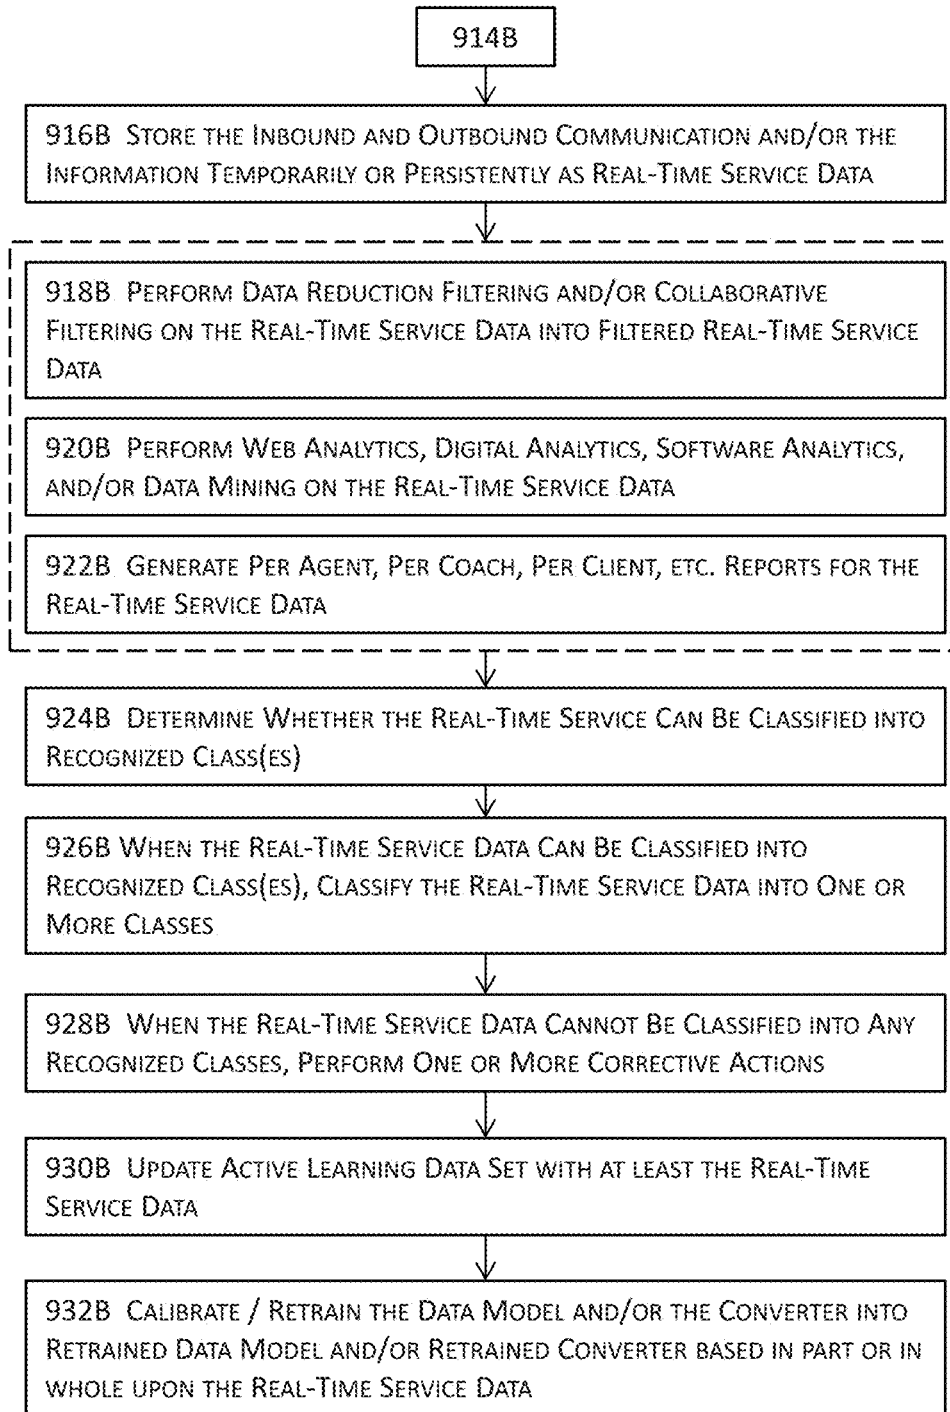 914B
916B Store the Inbound and Outbound Communication and/or the
Information Temporarily or Persistently as Real-Time Service Data
918B Perform Data Reduction Filtering and/or Collaborative
Filtering on the Real-Time Service Data into Filtered Real-Time Service
Data
920B Perform Web Analytics, Digital Analytics, Software Analytics,
and/or Data Mining on the Real-Time Service Data
922B Generate Per Agent, Per Coach, Per Client, etc. Reports for the
Real-Time Service Data
924B Determine Whether the Real-Time Service Can Be Classified into
Recognized Class(es)
926B When the Real-Time Service Data Can Be Classified into
Recognized Class(es), Classify the Real-Time Service Data into One or
More Classes
928B When the Real-Time Service Data Cannot Be Classified into Any
Recognized Classes, Perform One or More Corrective Actions
930B Update Active Learning Data Set with at least the Real-Time
Service Data
932B Calibrate / Retrain the Data Model and/or the Converter into
Retrained Data Model and/or Retrained Converter based in part or in
whole upon the Real-Time Service Data